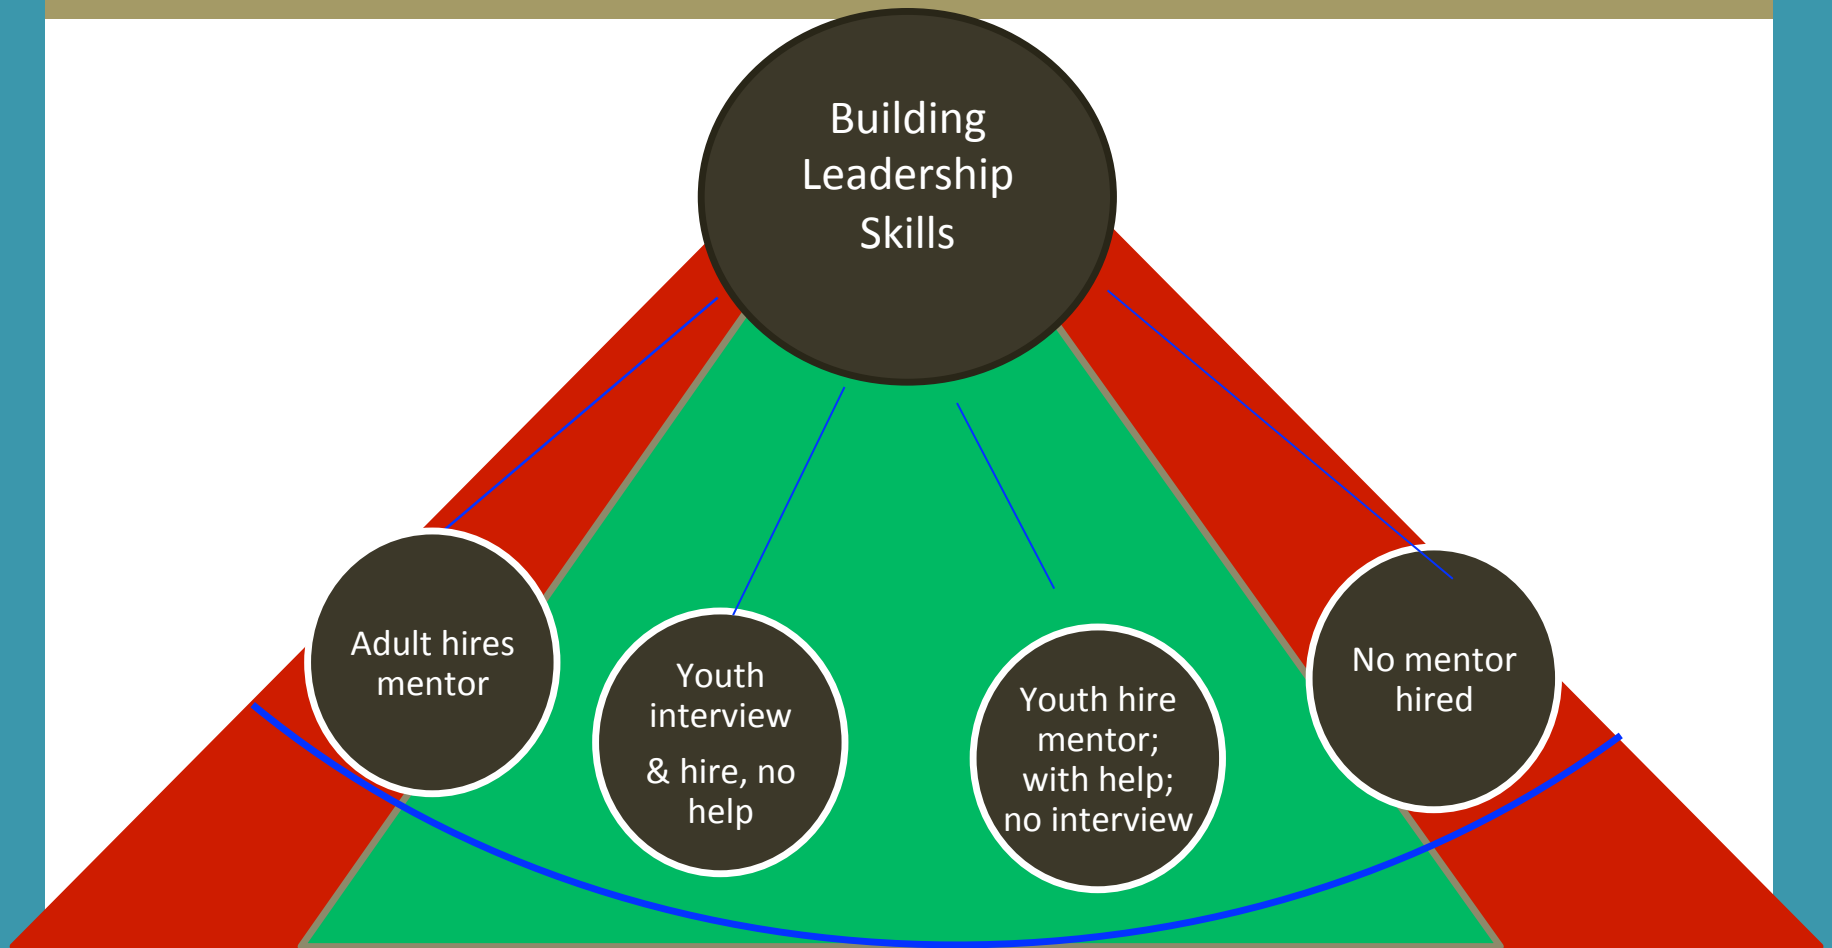 Building
Leadership
Skills
Adult hires
mentor
Youth
interview
& hire, no
help
Youth hire
mentor;
with help;
no interview
No mentor
hired